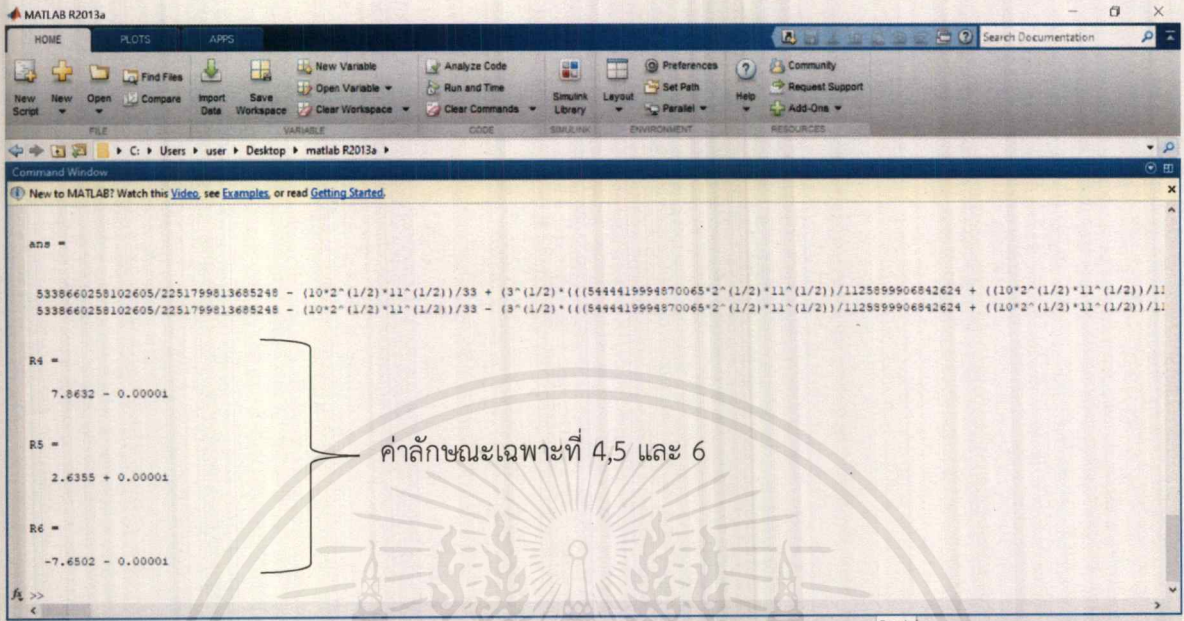 MATLAB R2013a
HOME PLOTS APPS Search Documentation
New Script New Open Find Files Compare Import Data Save Workspace New Variable Open Variable Clear Workspace Analyze Code Run and Time Clear Commands Simulink Library Layout Preferences Set Path Parallel Help Community Request Support Add-Ons
FILE VARIABLE CODE SIMULINK ENVIRONMENT RESOURCES
C: Users user Desktop matlab R2013a
Command Window
New to MATLAB? Watch this Video, see Examples, or read Getting Started.
ans =
5338660258102605/2251799813685248 - (10*2^(1/2)*11^(1/2))/33 + (3^(1/2)*(((5444419994870065*2^(1/2)*11^(1/2))/1125899906842624 + ((10*2^(1/2)*11^(1/2))/11
5338660258102605/2251799813685248 - (10*2^(1/2)*11^(1/2))/33 - (3^(1/2)*(((5444419994870065*2^(1/2)*11^(1/2))/1125899906842624 + ((10*2^(1/2)*11^(1/2))/11
R4 =
7.8632 - 0.0000i
R5 =
2.6355 + 0.0000i
R6 =
-7.6502 - 0.0000i
ค่าลักษณะเฉพาะที่ 4,5 และ 6
fx >>